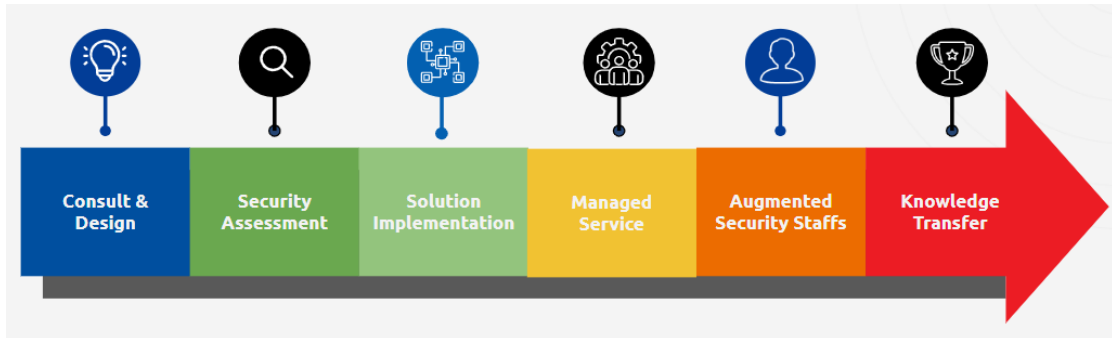 Consult &
Design
Security
Assessment
Solution
Implementation
Managed
Service
Augmented
Security Staffs
Knowledge
Transfer